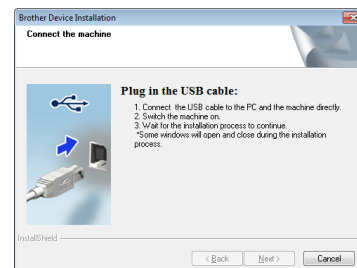 Brother Device Installation
Connect the machine
Plug in the USB cable:
1. Connect the USB cable to the PC and the machine directly.
2. Switch the machine on.
3. Wait for the installation process to continue.
*Some windows will open and close during the installation
process.
InstallShield
< Back Next > Cancel